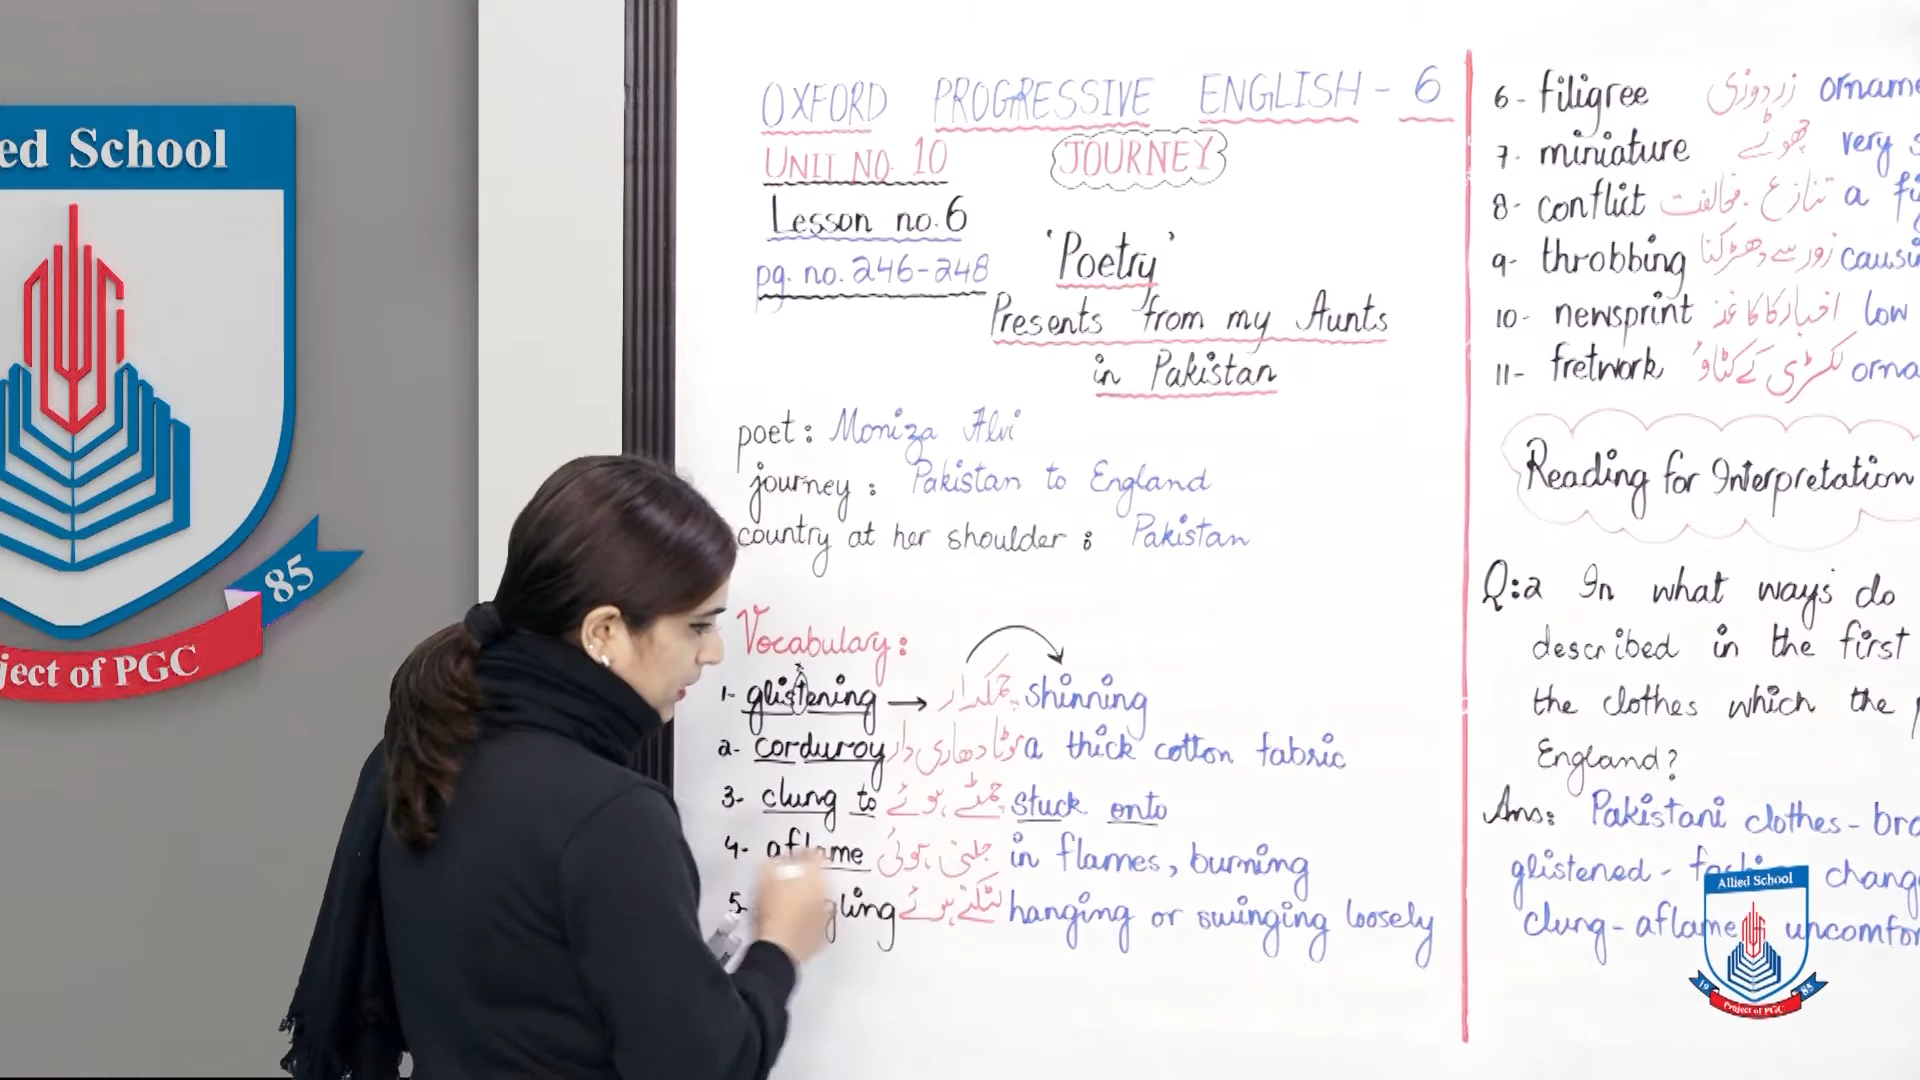 ed School
85
ject of PGC
OXFORD PROGRESSIVE ENGLISH - 6
UNIT NO. 10 JOURNEY
Lesson no. 6
pg. no. 246-248
'Poetry'
Presents from my Aunts
in Pakistan
poet: Moniza Alvi
journey: Pakistan to England
country at her shoulder: Pakistan
Vocabulary:
1- glistening → چمکدار shinning
2- corduroy موٹا دھاری دار a thick cotton fabric
3- clung to چمٹے ہوئے stuck onto
4- aflame جلتی ہوئی in flames, burning
5- gling لٹکتے ہوئے hanging or swinging loosely
6- filigree زردوزی orname
7- miniature چھوٹے very s
8- conflict تنازع، مخالفت a fi
9- throbbing زور سے دھڑکنا causi
10- newsprint اخبار کا کاغذ low
11- fretwork لکڑی کے کٹاؤ orna
Reading for Interpretation
Q:2 In what ways do
described in the first
the clothes which the
England?
Ans: Pakistani clothes - bro
glistened - chang
clung - aflame uncomfor
Allied School
19 85
Project of PGC